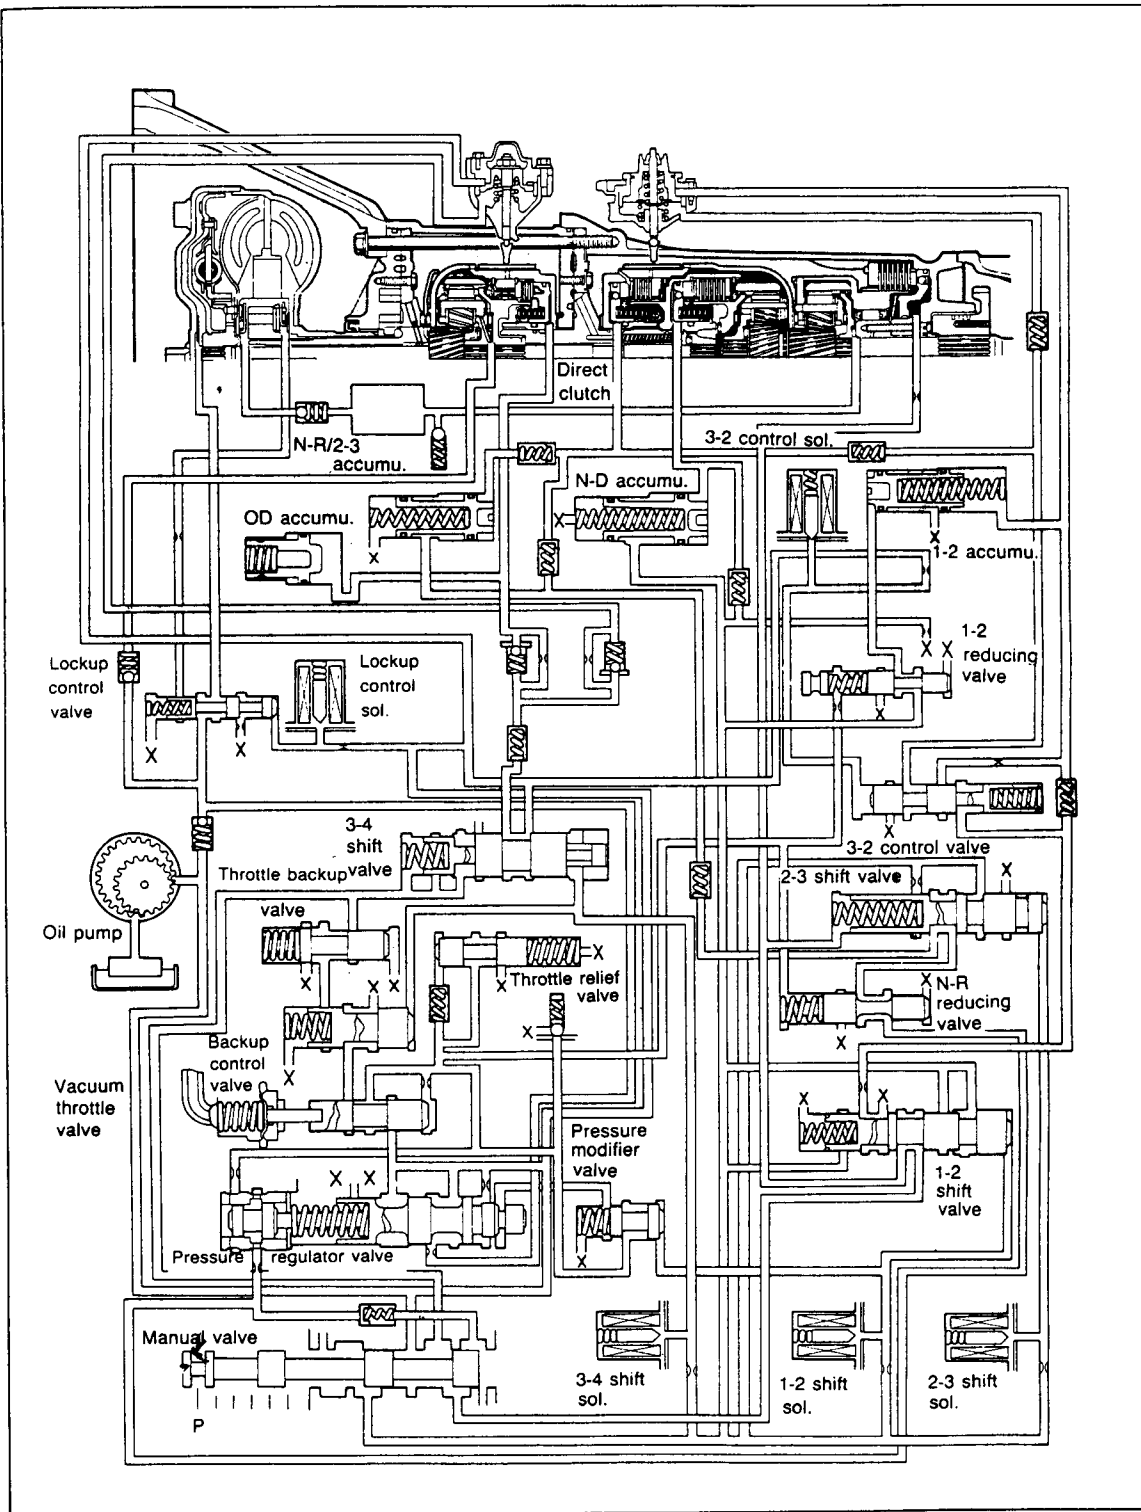 Direct
clutch
3-2 control sol.
N-R/2-3
accumu.
N-D accumu.
OD accumu.
X
X
X
1-2 accumu.
X X
1-2
reducing
valve
Lockup
control
valve
Lockup
control
sol.
X
X
X
X
X
3-4
shift
valve
3-2 control valve
2-3 shift valve
X
Throttle backup
valve
Oil pump
X
X
X
X
Throttle relief
valve
X
X
N-R
reducing
valve
X
X
X
X
Backup
control
valve
Vacuum
throttle
valve
X
X
Pressure
modifier
valve
X X
1-2
shift
valve
X
Pressure regulator valve
Manual valve
P
3-4 shift
sol.
1-2 shift
sol.
2-3 shift
sol.